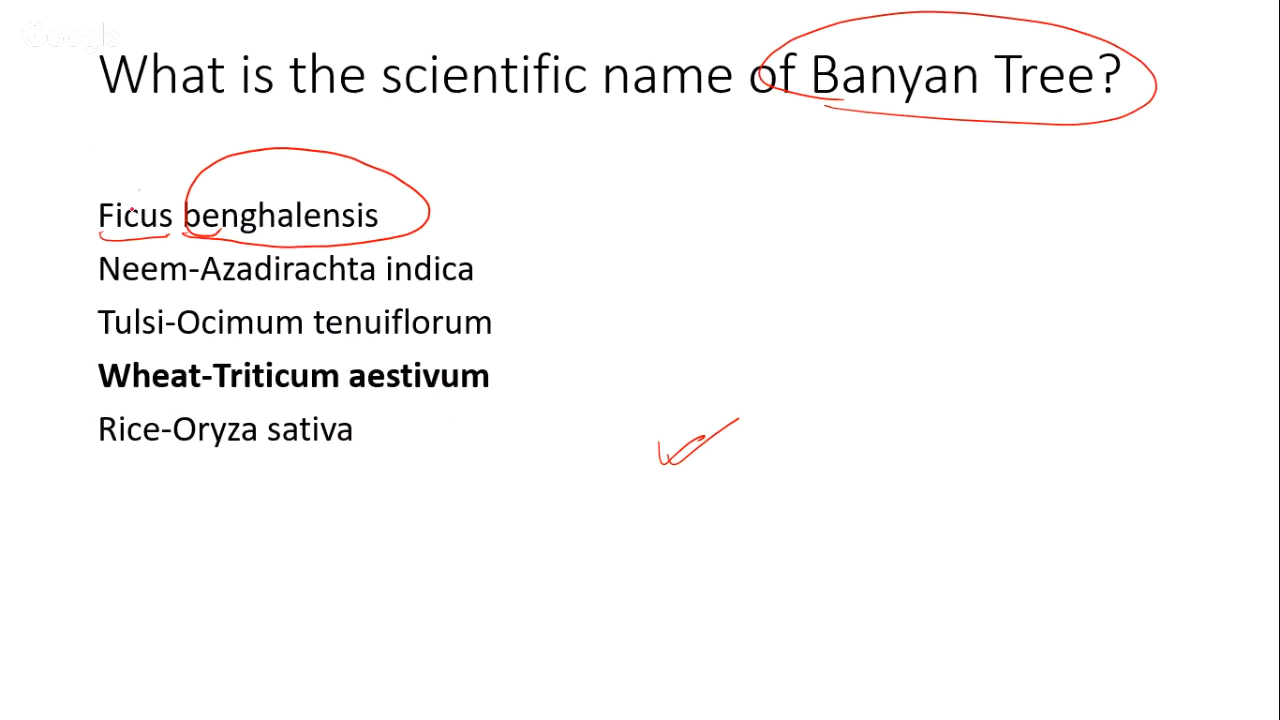 Google
What is the scientific name of Banyan Tree?
Ficus benghalensis
Neem-Azadirachta indica
Tulsi-Ocimum tenuiflorum
Wheat-Triticum aestivum
Rice-Oryza sativa